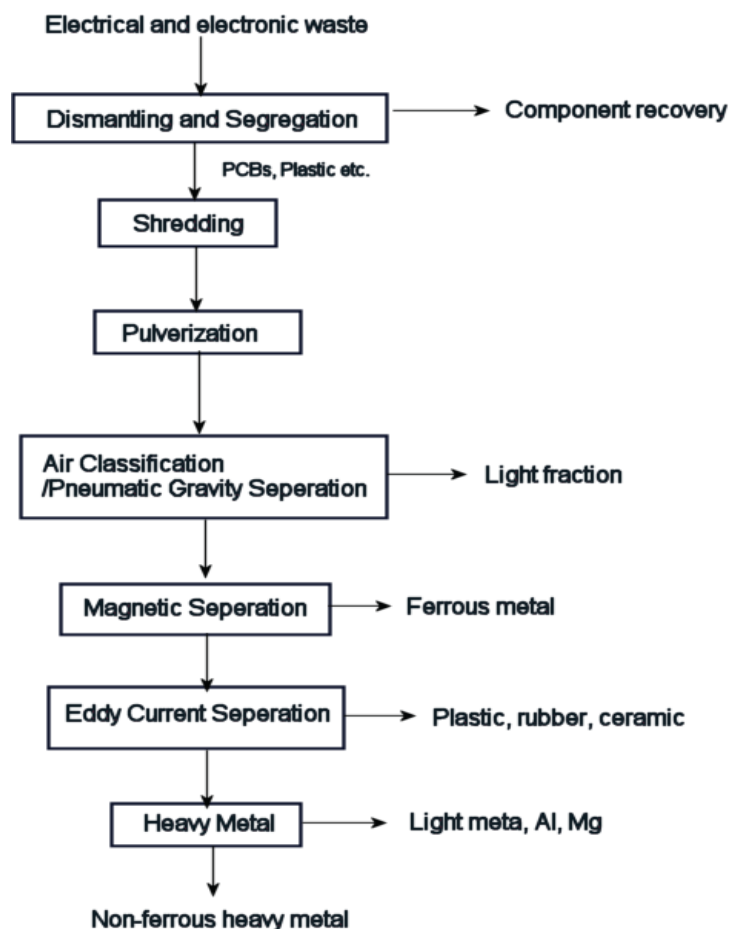 Electrical and electronic waste
Dismantling and Segregation
Component recovery
PCBs, Plastic etc.
Shredding
Pulverization
Air Classification
/Pneumatic Gravity Seperation
Light fraction
Magnetic Seperation
Ferrous metal
Eddy Current Seperation
Plastic, rubber, ceramic
Heavy Metal
Light meta, Al, Mg
Non-ferrous heavy metal